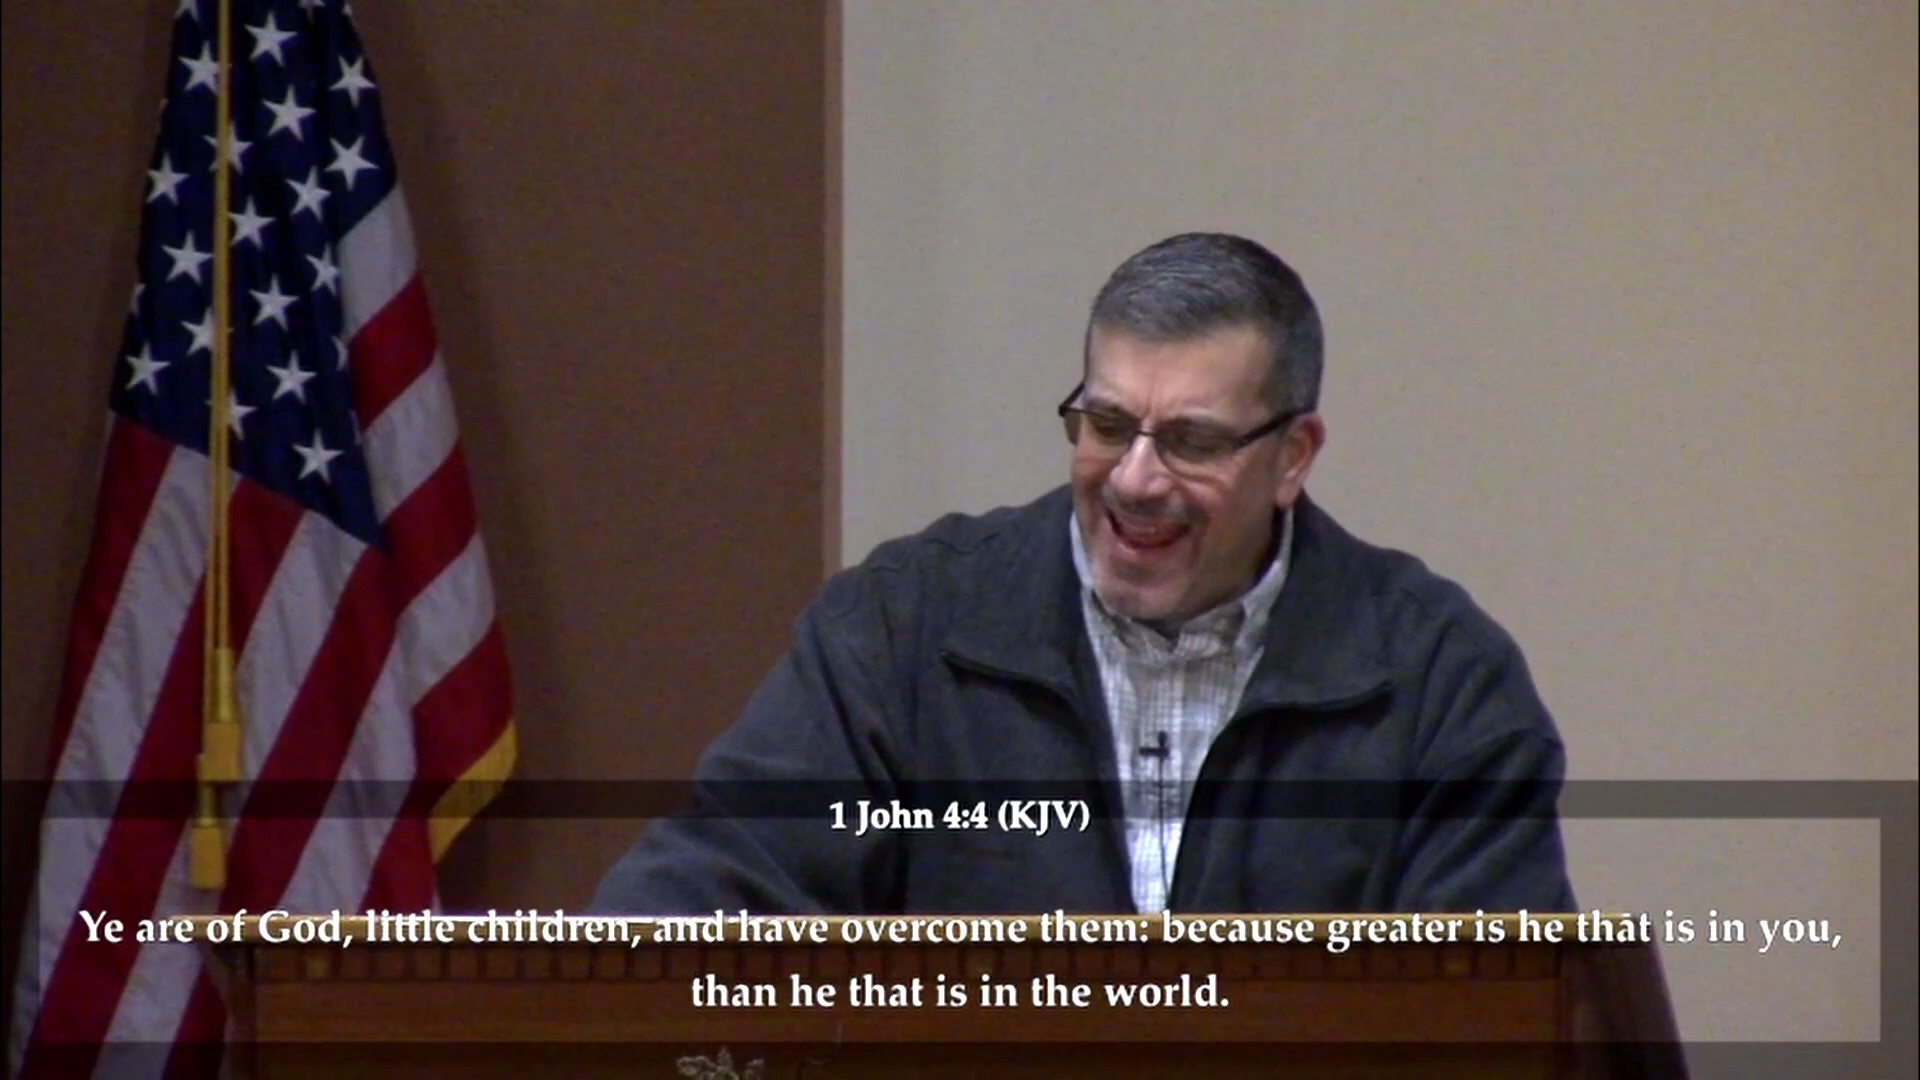 1 John 4:4 (KJV)
Ye are of God, little children, and have overcome them: because greater is he that is in you,
than he that is in the world.